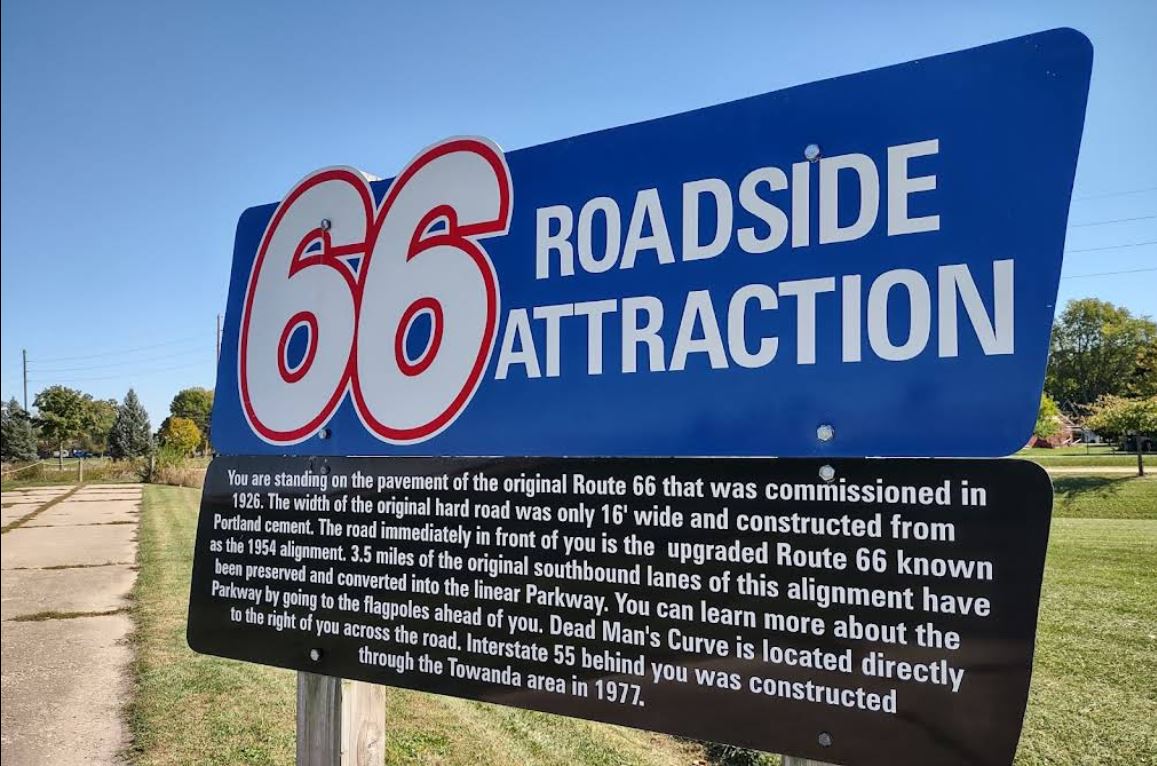 66 ROADSIDE
ATTRACTION
You are standing on the pavement of the original Route 66 that was commissioned in
1926. The width of the original hard road was only 16' wide and constructed from
Portland cement. The road immediately in front of you is the upgraded Route 66 known
as the 1954 alignment. 3.5 miles of the original southbound lanes of this alignment have
been preserved and converted into the linear Parkway. You can learn more about the
Parkway by going to the flagpoles ahead of you. Dead Man's Curve is located directly
to the right of you across the road. Interstate 55 behind you was constructed
through the Towanda area in 1977.